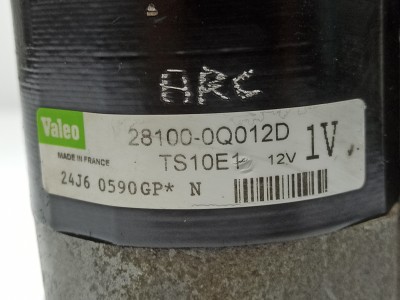 ARC
Valeo 28100-0Q012D 1V
MADE IN FRANCE TS10E1 12V
24J6 0590GP* N